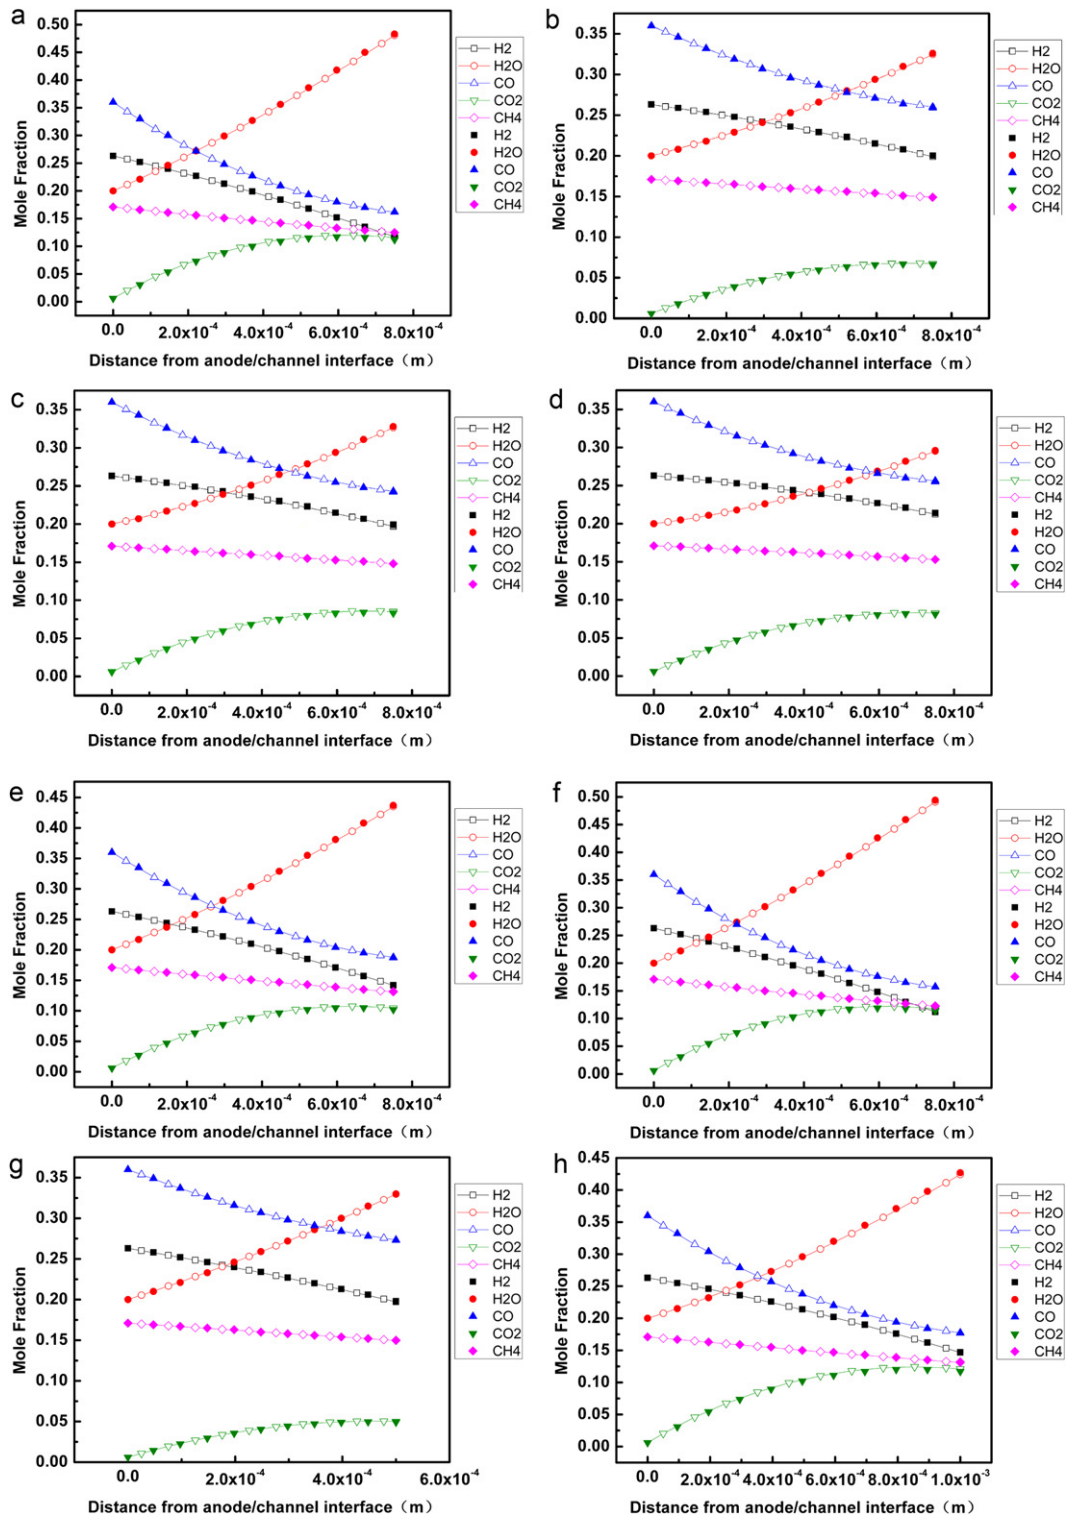 a
0.50
0.45
0.40
0.35
0.30
0.25
0.20
0.15
0.10
0.05
0.00
Mole Fraction
0.0 2.0x10⁻⁴ 4.0x10⁻⁴ 6.0x10⁻⁴ 8.0x10⁻⁴
Distance from anode/channel interface（m）
H2
H2O
CO
CO2
CH4
H2
H2O
CO
CO2
CH4
b
0.35
0.30
0.25
0.20
0.15
0.10
0.05
0.00
Mole Fraction
0.0 2.0x10⁻⁴ 4.0x10⁻⁴ 6.0x10⁻⁴ 8.0x10⁻⁴
Distance from anode/channel interface（m）
H2
H2O
CO
CO2
CH4
H2
H2O
CO
CO2
CH4
c
0.35
0.30
0.25
0.20
0.15
0.10
0.05
0.00
Mole Fraction
0.0 2.0x10⁻⁴ 4.0x10⁻⁴ 6.0x10⁻⁴ 8.0x10⁻⁴
Distance from anode/channel interface（m）
H2
H2O
CO
CO2
CH4
H2
H2O
CO
CO2
CH4
d
0.35
0.30
0.25
0.20
0.15
0.10
0.05
0.00
Mole Fraction
0.0 2.0x10⁻⁴ 4.0x10⁻⁴ 6.0x10⁻⁴ 8.0x10⁻⁴
Distance from anode/channel interface（m）
H2
H2O
CO
CO2
CH4
H2
H2O
CO
CO2
CH4
e
0.45
0.40
0.35
0.30
0.25
0.20
0.15
0.10
0.05
0.00
Mole Fraction
0.0 2.0x10⁻⁴ 4.0x10⁻⁴ 6.0x10⁻⁴ 8.0x10⁻⁴
Distance from anode/channel interface（m）
H2
H2O
CO
CO2
CH4
H2
H2O
CO
CO2
CH4
f
0.50
0.45
0.40
0.35
0.30
0.25
0.20
0.15
0.10
0.05
0.00
Mole Fraction
0.0 2.0x10⁻⁴ 4.0x10⁻⁴ 6.0x10⁻⁴ 8.0x10⁻⁴
Distance from anode/channel interface（m）
H2
H2O
CO
CO2
CH4
H2
H2O
CO
CO2
CH4
g
0.35
0.30
0.25
0.20
0.15
0.10
0.05
0.00
Mole Fraction
0.0 2.0x10⁻⁴ 4.0x10⁻⁴ 6.0x10⁻⁴
Distance from anode/channel interface（m）
H2
H2O
CO
CO2
CH4
H2
H2O
CO
CO2
CH4
h
0.45
0.40
0.35
0.30
0.25
0.20
0.15
0.10
0.05
0.00
Mole Fraction
0.0 2.0x10⁻⁴ 4.0x10⁻⁴ 6.0x10⁻⁴ 8.0x10⁻⁴ 1.0x10⁻³
Distance from anode/channel interface（m）
H2
H2O
CO
CO2
CH4
H2
H2O
CO
CO2
CH4